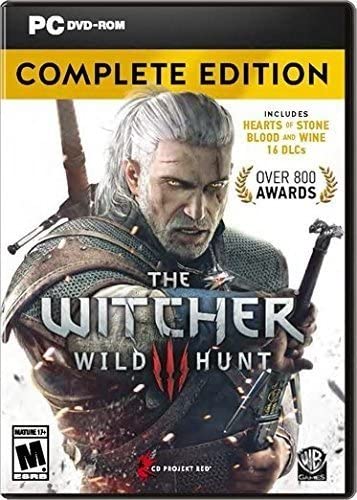 PC DVD-ROM
COMPLETE EDITION
INCLUDES
HEARTS OF STONE
BLOOD AND WINE
16 DLCs
OVER 800
AWARDS
THE
WITCHER
WILD III HUNT
MATURE 17+
M
ESRB
CD PROJEKT RED
WB
GAMES